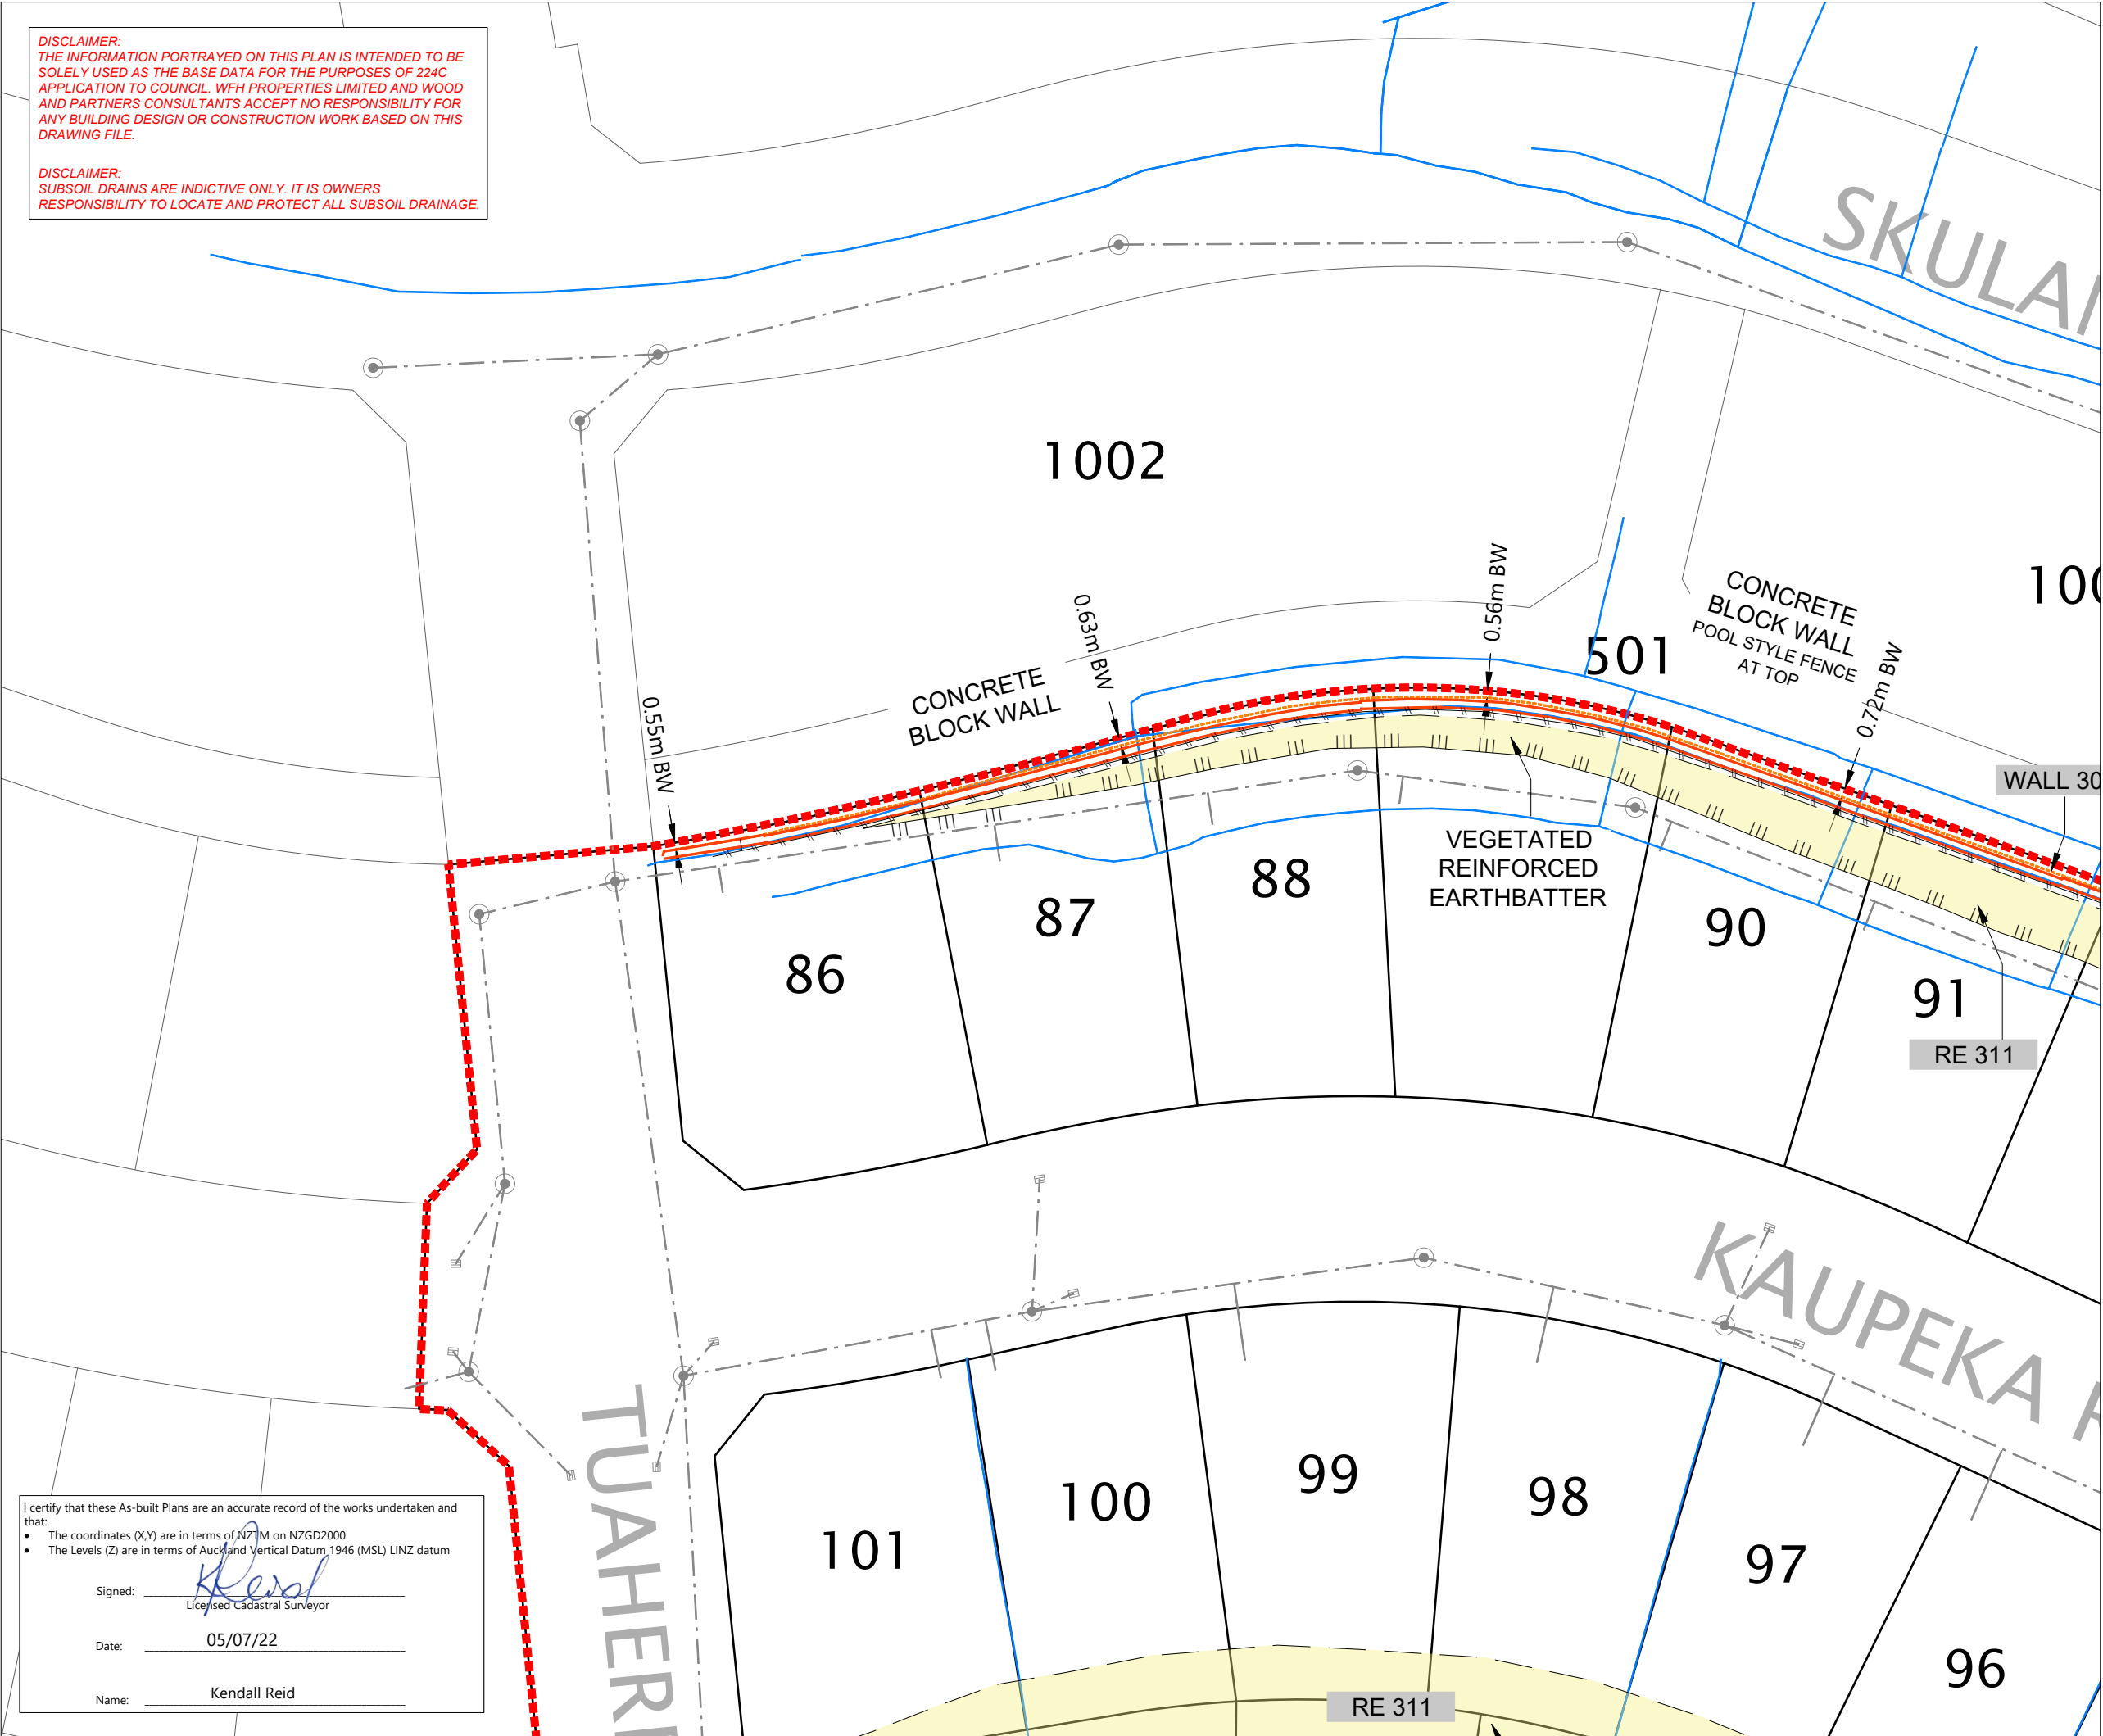 DISCLAIMER:
THE INFORMATION PORTRAYED ON THIS PLAN IS INTENDED TO BE
SOLELY USED AS THE BASE DATA FOR THE PURPOSES OF 224C
APPLICATION TO COUNCIL. WFH PROPERTIES LIMITED AND WOOD
AND PARTNERS CONSULTANTS ACCEPT NO RESPONSIBILITY FOR
ANY BUILDING DESIGN OR CONSTRUCTION WORK BASED ON THIS
DRAWING FILE.
DISCLAIMER:
SUBSOIL DRAINS ARE INDICTIVE ONLY. IT IS OWNERS
RESPONSIBILITY TO LOCATE AND PROTECT ALL SUBSOIL DRAINAGE.
SKULA
1002
100
CONCRETE
BLOCK WALL
POOL STYLE FENCE
AT TOP
0.56m BW
0.63m BW
501
0.72m BW
CONCRETE
BLOCK WALL
0.55m BW
WALL 30
VEGETATED
REINFORCED
EARTHBATTER
86
87
88
90
91
RE 311
KAUPEKA
TUAHER
101
100
99
98
97
96
RE 311
I certify that these As-built Plans are an accurate record of the works undertaken and
that:
• The coordinates (X,Y) are in terms of NZTM on NZGD2000
• The Levels (Z) are in terms of Auckland Vertical Datum 1946 (MSL) LINZ datum
Signed:
Licensed Cadastral Surveyor
Date: 05/07/22
Name: Kendall Reid